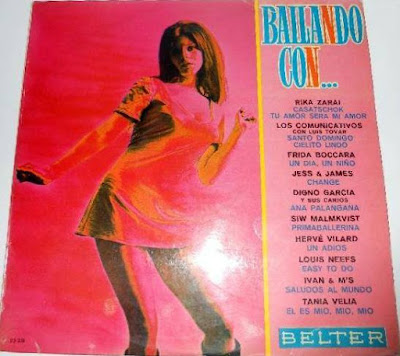 BAILANDO
CON...
RIKA ZARAI
CASATSCHOK
TU AMOR SERA MI AMOR
LOS COMUNICATIVOS
CON LUIS TOVAR
SANTO DOMINGO
CIELITO LINDO
FRIDA BOCCARA
UN DIA, UN NIÑO
JESS & JAMES
CHANGE
DIGNO GARCIA
Y SUS CARIOS
ANA PALANGANA
SIW MALMKVIST
PRIMABALLERINA
HERVÉ VILARD
UN ADIOS
LOUIS NEEFS
EASY TO DO
IVAN & M'S
SALUDOS AL MUNDO
TANIA VELIA
EL ES MIO, MIO, MIO
BELTER